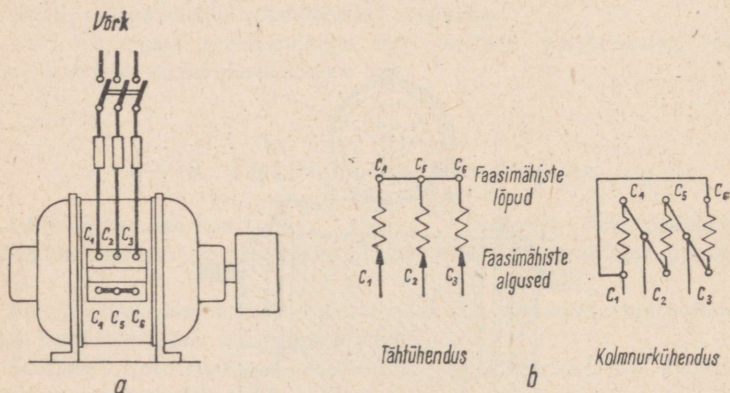 Võrk
C₁ C₂ C₃
C₄ C₅ C₆
a
C₄ C₅ C₆
Faasimähiste
lõpud
Faasimähiste
algused
C₁ C₂ C₃
Tähtühendus
C₄ C₅ C₆
C₁ C₂ C₃
Kolmnurkühendus
b